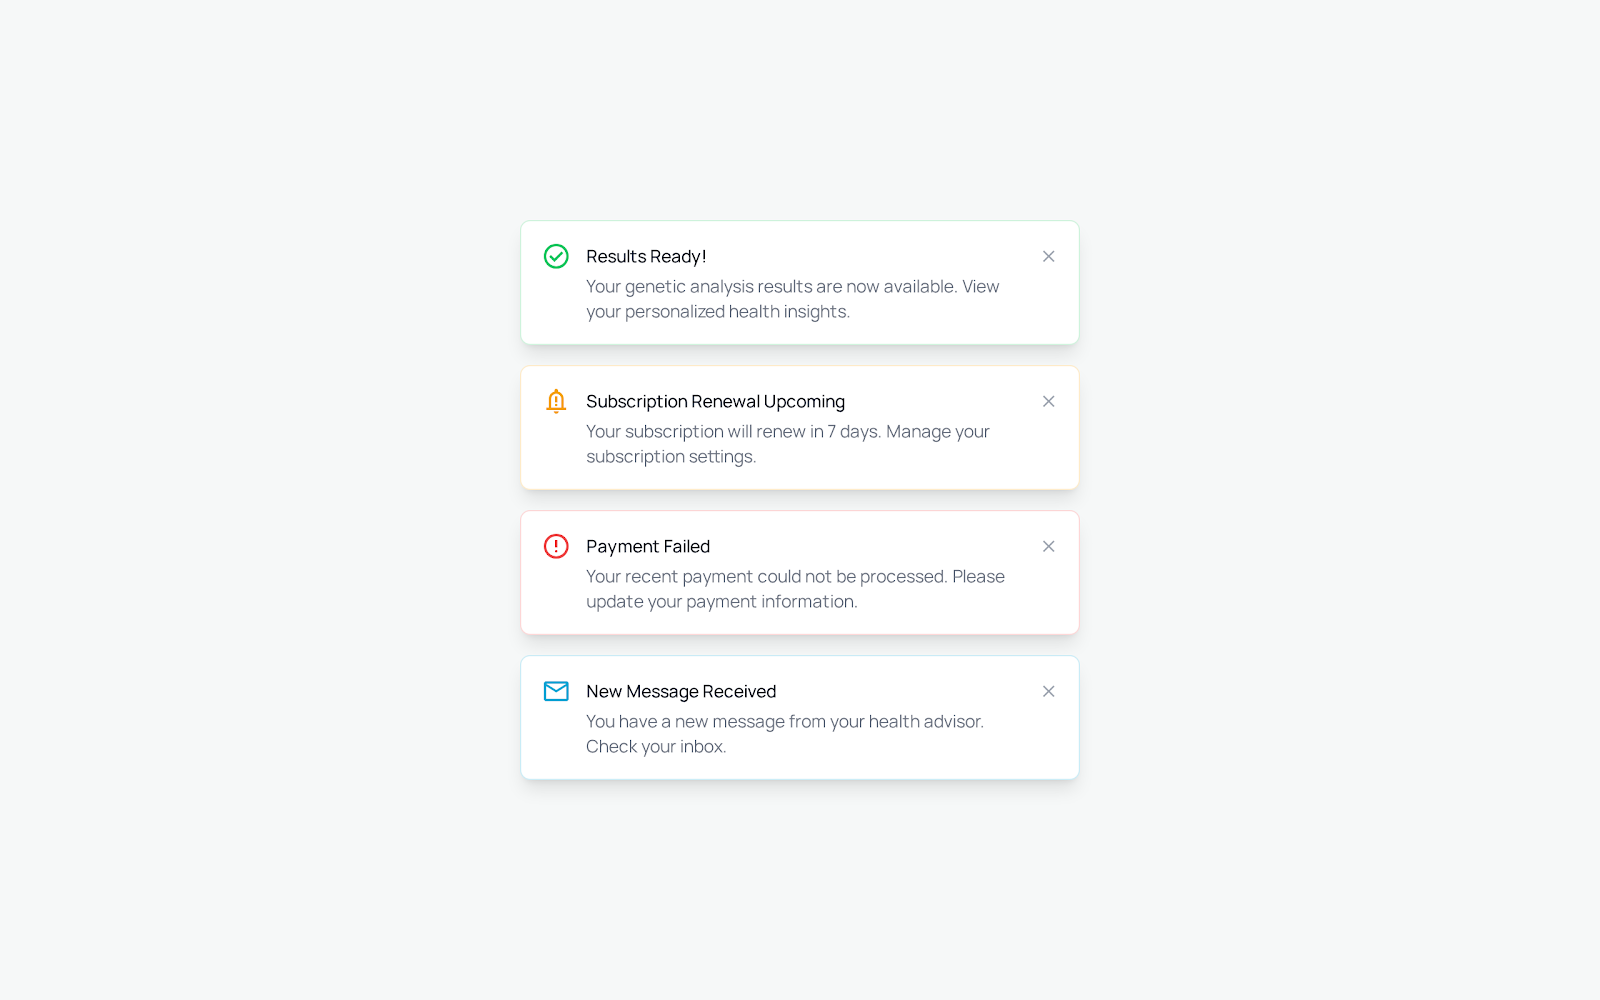 Results Ready!
Your genetic analysis results are now available. View
your personalized health insights.
Subscription Renewal Upcoming
Your subscription will renew in 7 days. Manage your
subscription settings.
Payment Failed
Your recent payment could not be processed. Please
update your payment information.
New Message Received
You have a new message from your health advisor.
Check your inbox.